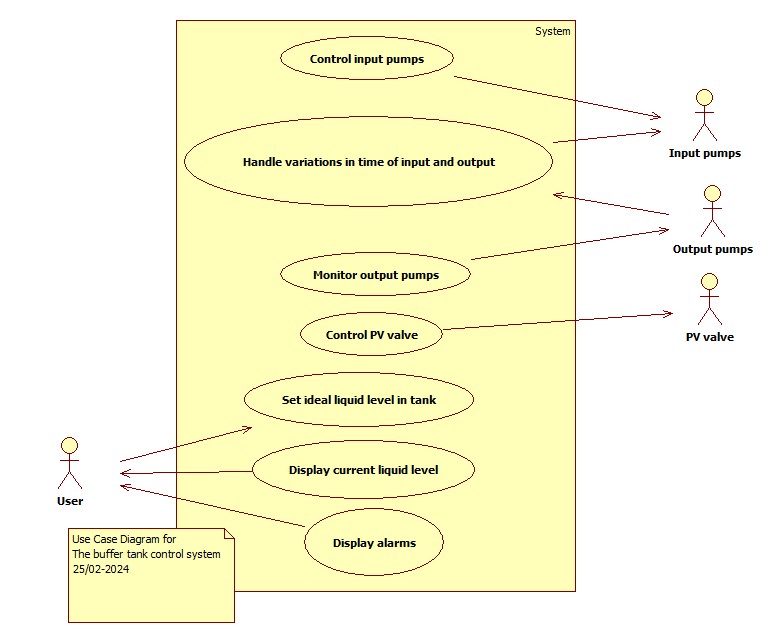 System
Control input pumps
Input pumps
Handle variations in time of input and output
Output pumps
Monitor output pumps
Control PV valve
PV valve
Set ideal liquid level in tank
Display current liquid level
User
Display alarms
Use Case Diagram for
The buffer tank control system
25/02-2024